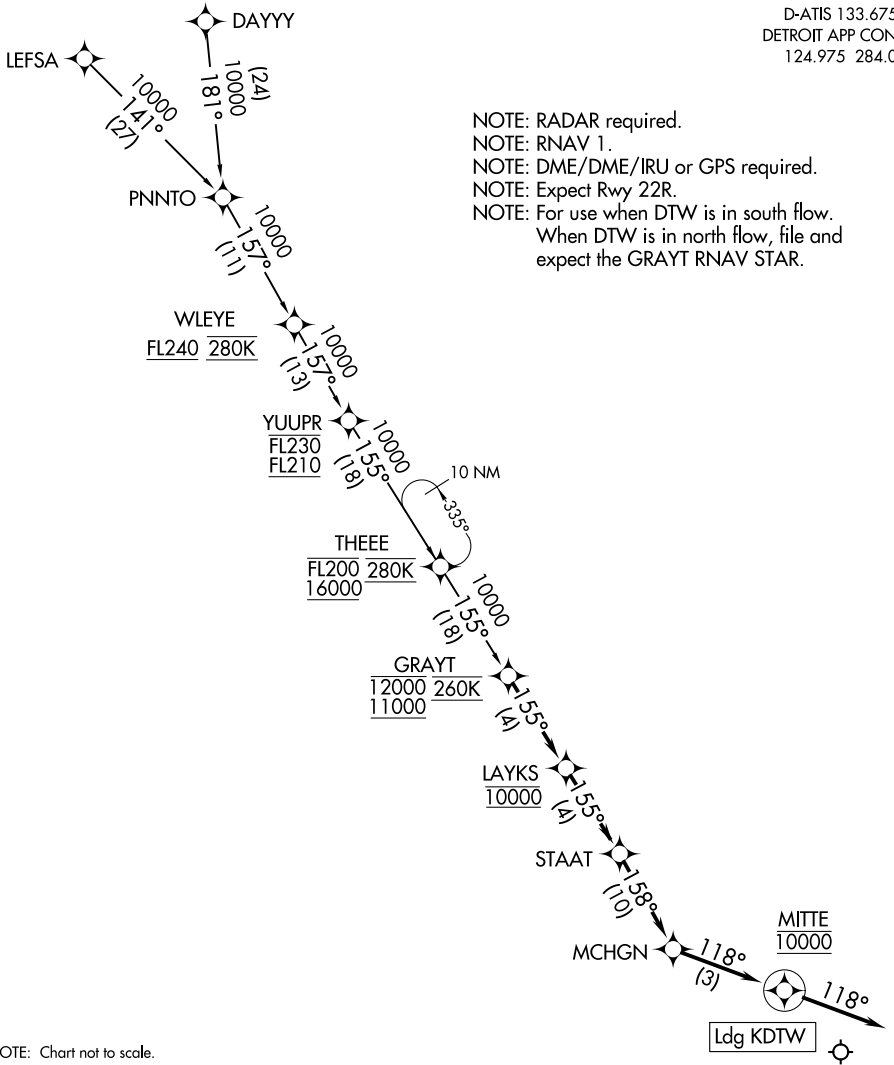 D-ATIS 133.675
DETROIT APP CON
124.975 284.0
DAYYY
LEFSA
(24)
10000
181°
10000
141°
(27)
NOTE: RADAR required.
NOTE: RNAV 1.
NOTE: DME/DME/IRU or GPS required.
NOTE: Expect Rwy 22R.
NOTE: For use when DTW is in south flow.
When DTW is in north flow, file and
expect the GRAYT RNAV STAR.
PNNTO
10000
157°
(11)
WLEYE
FL240 280K
10000
157°
(13)
YUUPR
FL230
FL210
10000
155°
(18)
10 NM
335°
THEEE
FL200 280K
16000
10000
155°
(18)
GRAYT
12000 260K
11000
155°
(4)
LAYKS
10000
155°
(4)
STAAT
158°
(10)
MCHGN
118°
(3)
MITTE
10000
118°
Ldg KDTW
OTE: Chart not to scale.